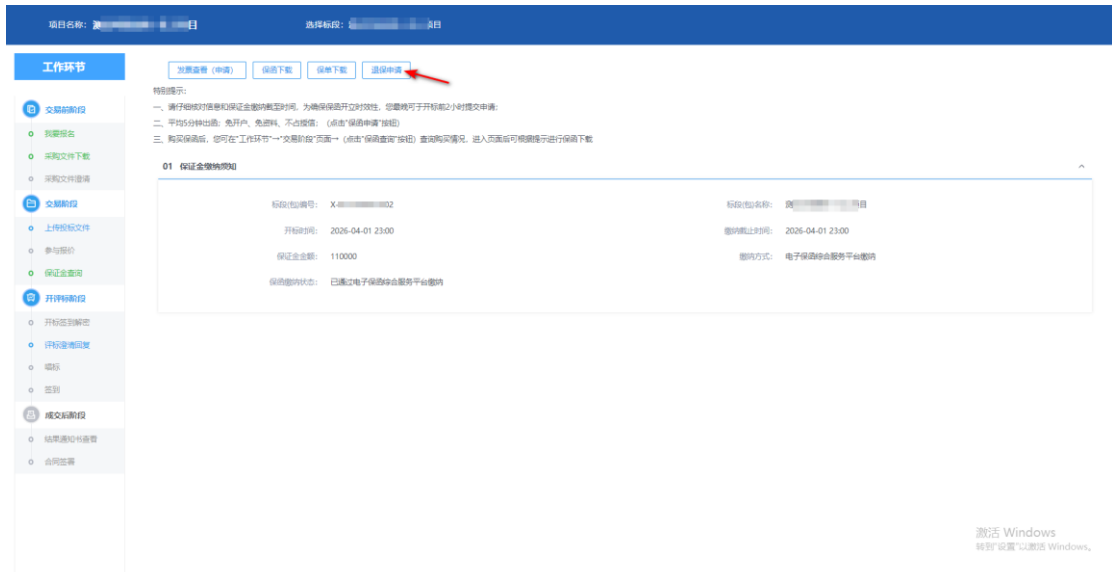 项目名称： 目 选择标段： 项目
工作环节
发票查看（申请） 保函下载 保单下载 退保申请
特别提示：
一、请仔细核对信息和保证金缴纳截至时间，为确保保函开立时效性，您最晚可于开标前2小时提交申请；
二、平均5分钟出函；免开户、免资料、不占授信；（点击“保函申请”按钮）
三、购买保函后，您可在“工作环节”→“交易阶段”页面→（点击“保函查询”按钮）查询购买情况，进入页面后可根据提示进行保函下载
交易前阶段
我要报名
采购文件下载
采购文件澄清
交易阶段
上传投标文件
参与报价
保证金查询
开评标阶段
开标签到解密
评标澄清回复
唱标
签到
成交后阶段
结果通知书查看
合同签署
01 保证金缴纳须知
标段(包)编号： X- 02 标段(包)名称： 目
开标时间： 2026-04-01 23:00 缴纳截止时间： 2026-04-01 23:00
保证金金额： 110000 缴纳方式： 电子保函综合服务平台缴纳
保函缴纳状态： 已通过电子保函综合服务平台缴纳
激活 Windows
转到“设置”以激活 Windows。